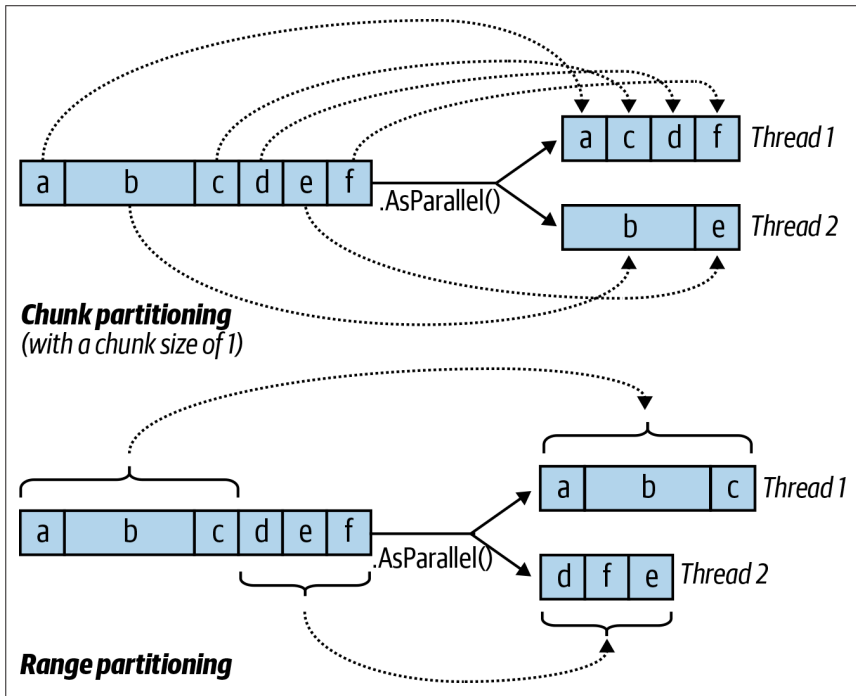 a c d f Thread 1
a b c d e f
.AsParallel()
b e Thread 2
Chunk partitioning
(with a chunk size of 1)
a b c Thread 1
a b c d e f
.AsParallel()
d f e Thread 2
Range partitioning